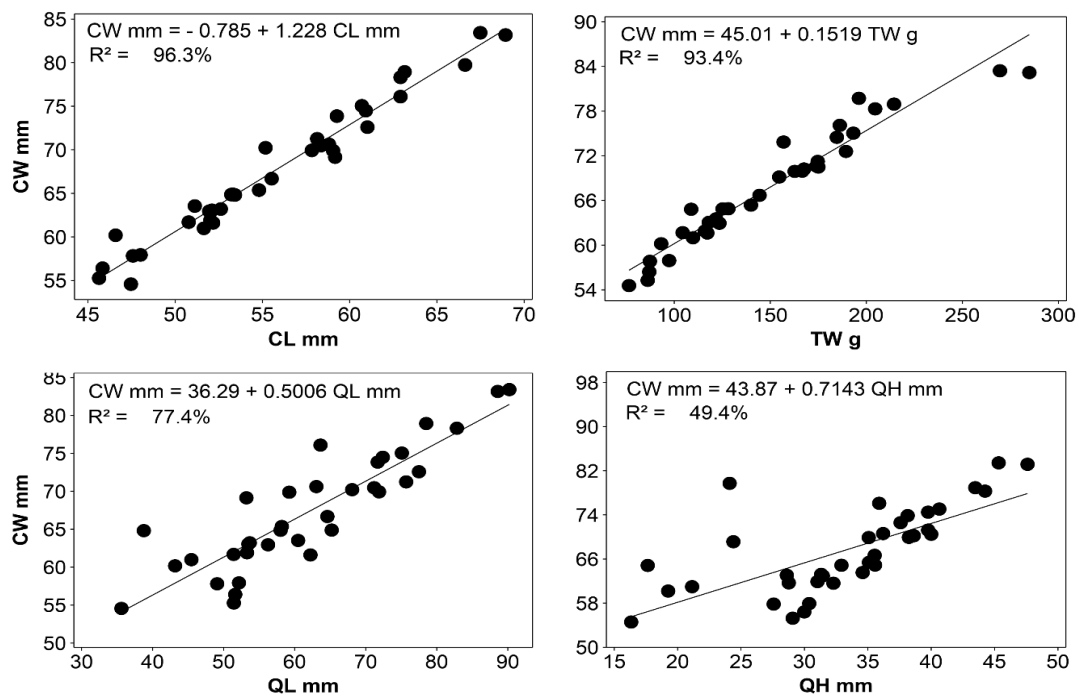 CW mm = - 0.785 + 1.228 CL mm
R² = 96.3%
85
80
75
70
65
60
55
CW mm
45 50 55 60 65 70
CL mm
CW mm = 45.01 + 0.1519 TW g
R² = 93.4%
90
84
78
72
66
60
54
CW mm
100 150 200 250 300
TW g
CW mm = 36.29 + 0.5006 QL mm
R² = 77.4%
85
80
75
70
65
60
55
50
CW mm
30 40 50 60 70 80 90
QL mm
CW mm = 43.87 + 0.7143 QH mm
R² = 49.4%
98
90
82
74
66
58
50
CW mm
15 20 25 30 35 40 45 50
QH mm